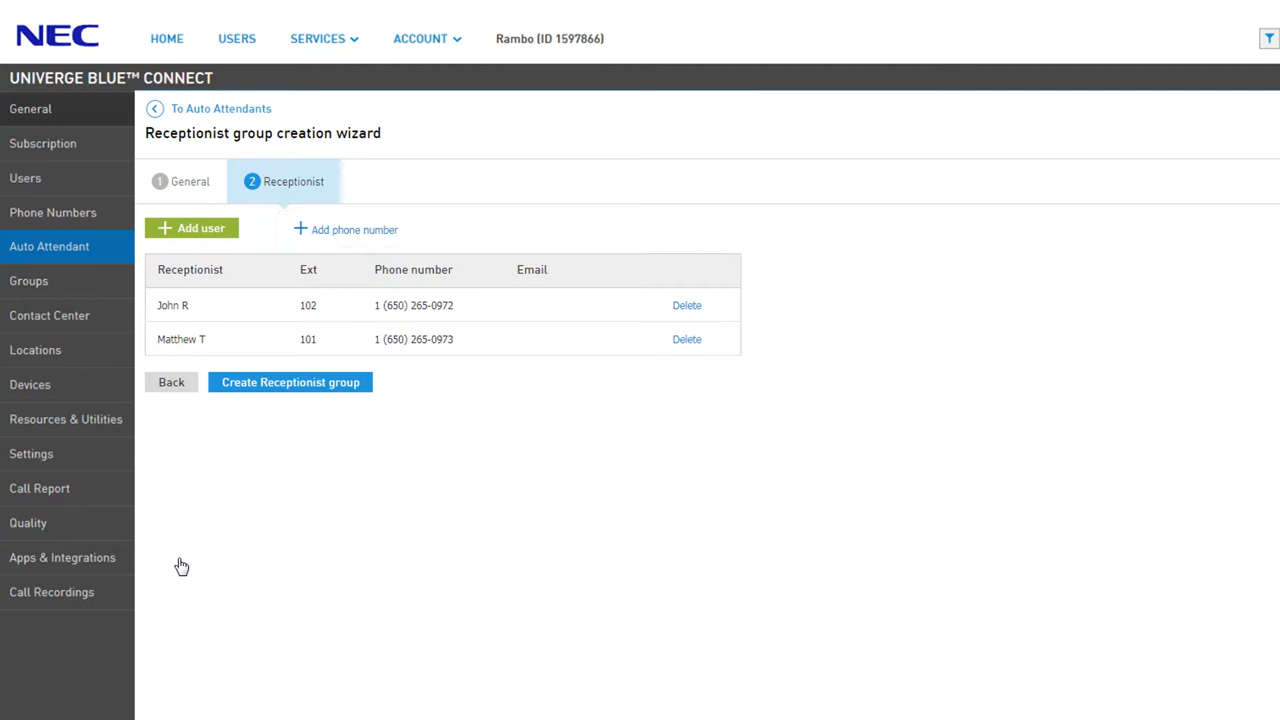 NEC HOME USERS SERVICES ACCOUNT Rambo (ID 1597866)
UNIVERGE BLUE™ CONNECT
General
Subscription
Users
Phone Numbers
Auto Attendant
Groups
Contact Center
Locations
Devices
Resources & Utilities
Settings
Call Report
Quality
Apps & Integrations
Call Recordings
To Auto Attendants
Receptionist group creation wizard
1 General 2 Receptionist
+ Add user + Add phone number
Receptionist Ext Phone number Email
John R 102 1 (650) 265-0972 Delete
Matthew T 101 1 (650) 265-0973 Delete
Back Create Receptionist group